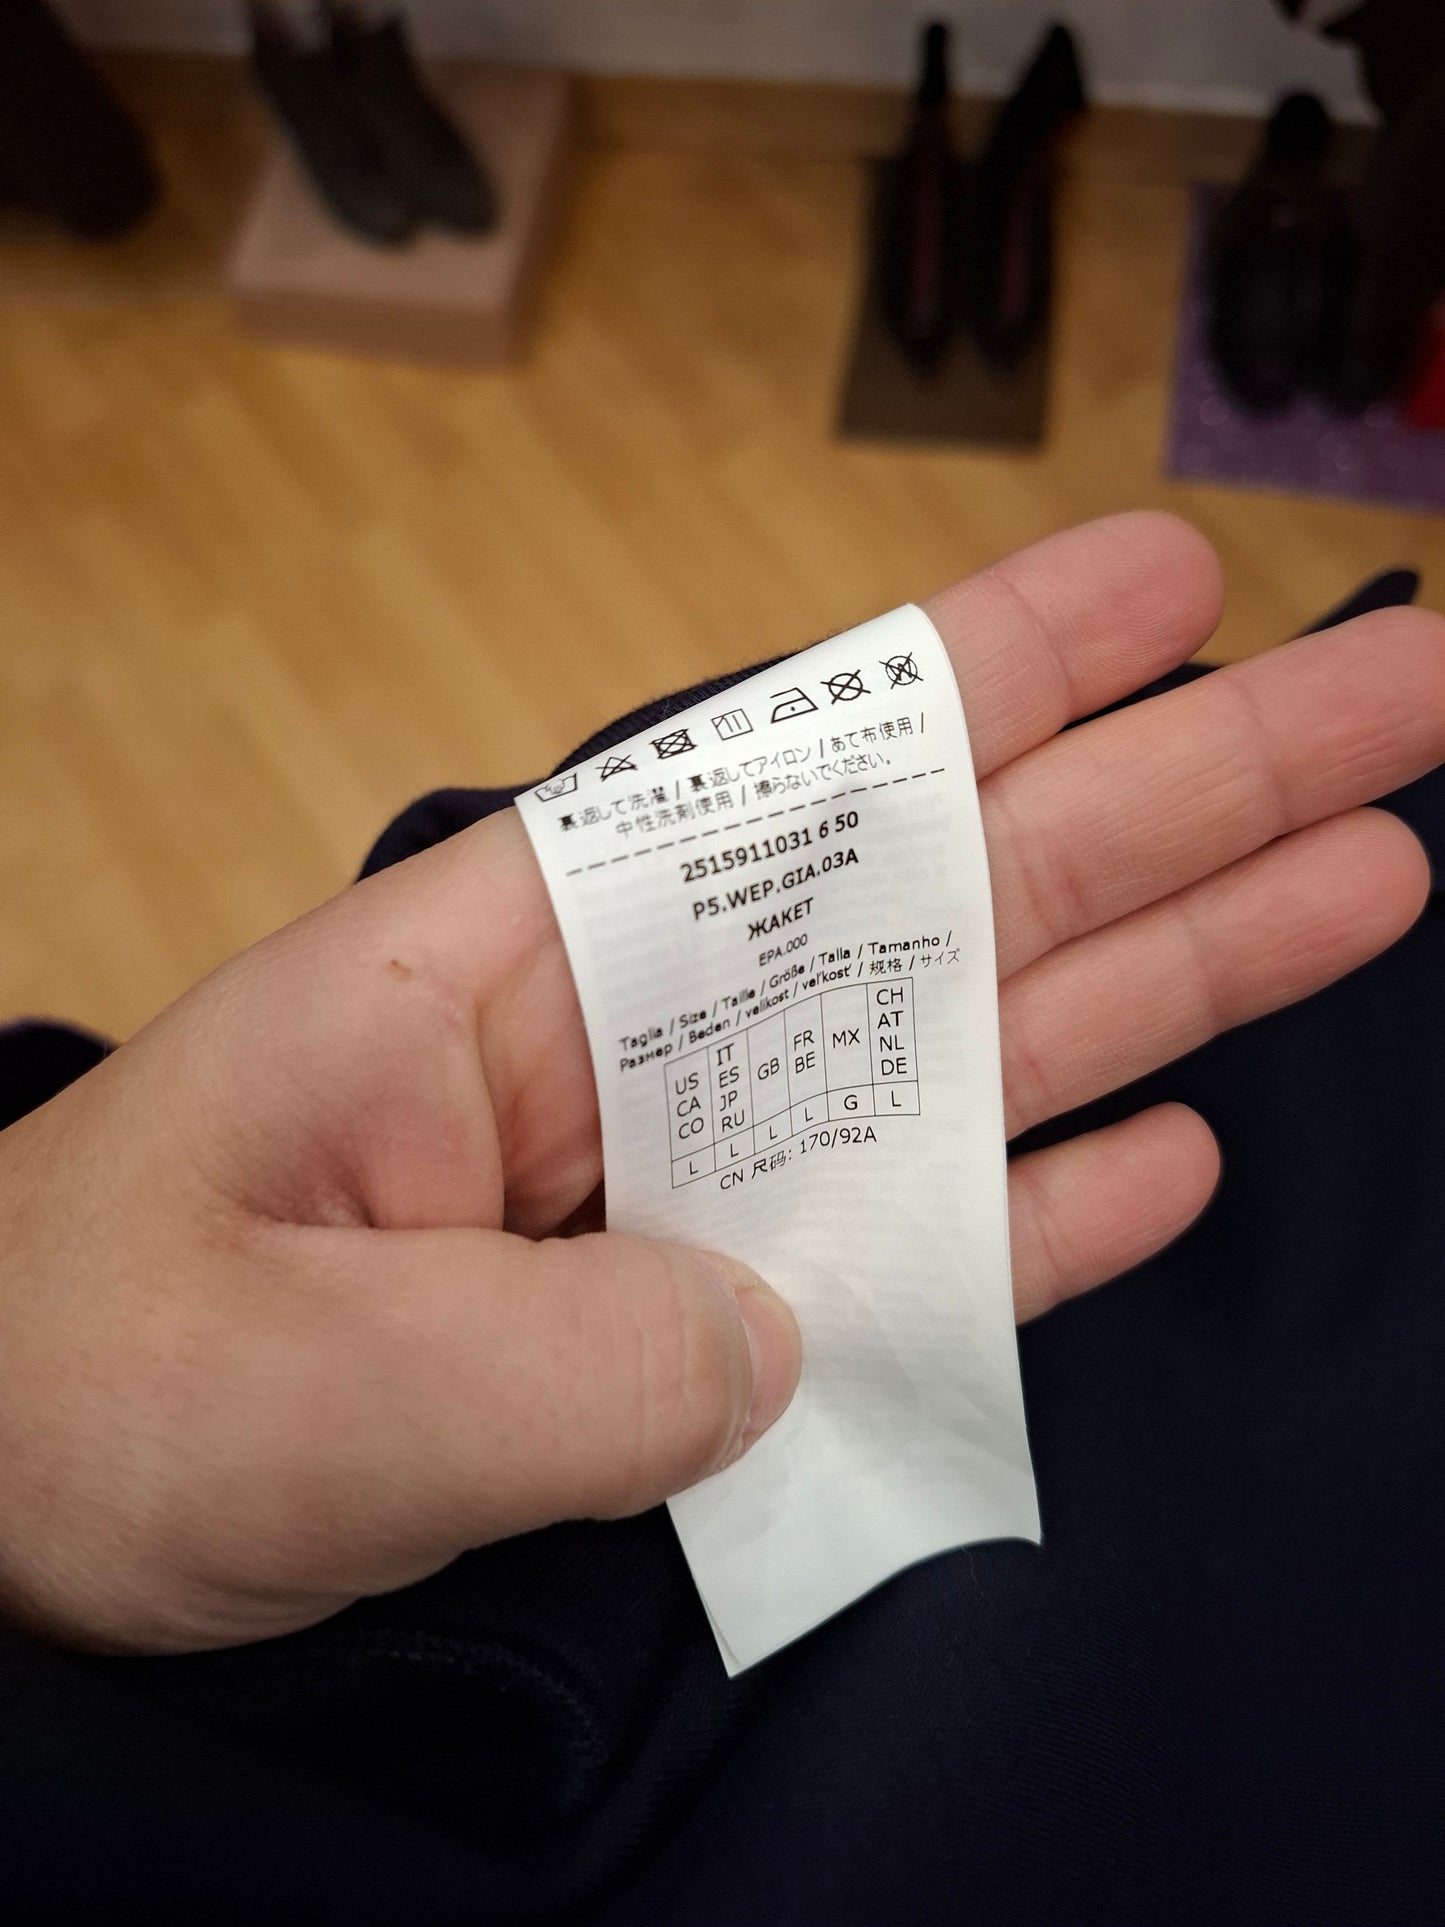 裏返して洗濯 / 裏返してアイロン / あて布使用 /
中性洗剤使用 / 擦らないでください。
2515911031 6 50
P5.WEP.GIA.03A
ЖАКЕТ
EPA.000
Taglia / Size / Taille / Größe / Talla / Tamanho /
Размер / Beden / velikost / veľkosť / 规格 / サイズ
US CA CO IT ES JP RU GB FR BE MX CH AT NL DE
L L L L G L
CN 尺码: 170/92A